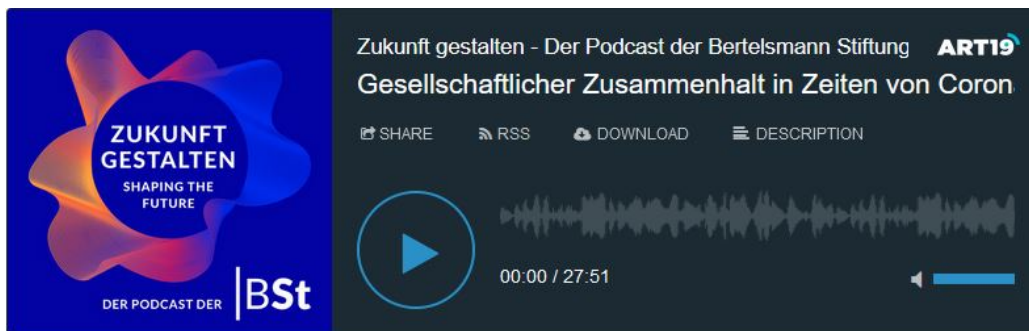 ZUKUNFT
GESTALTEN
SHAPING THE
FUTURE
DER PODCAST DER BSt
Zukunft gestalten - Der Podcast der Bertelsmann Stiftung
ART19
Gesellschaftlicher Zusammenhalt in Zeiten von Coron
SHARE RSS DOWNLOAD DESCRIPTION
00:00 / 27:51